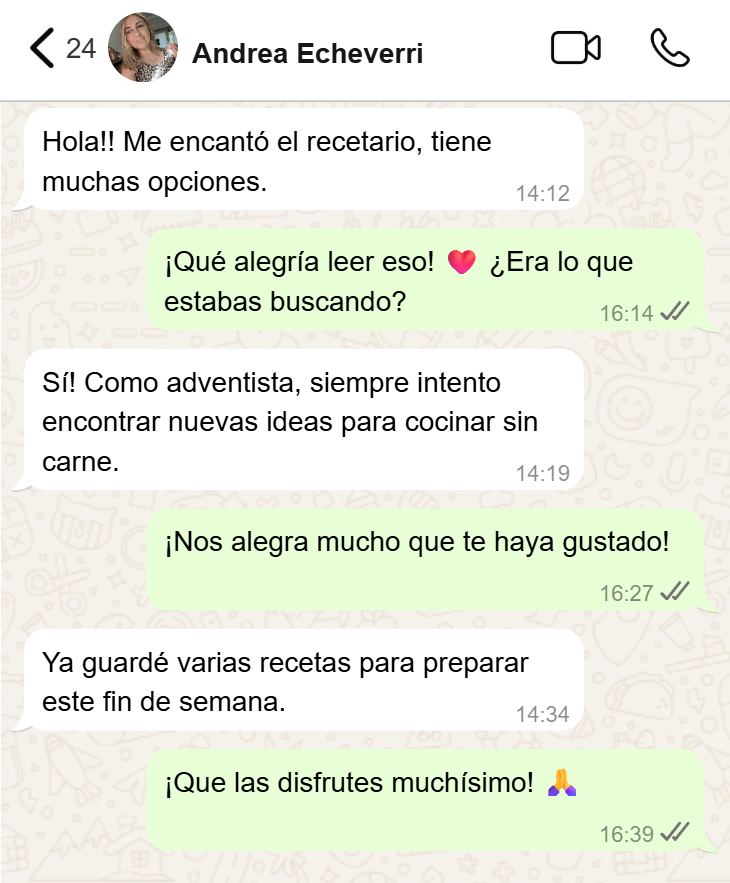 24
Andrea Echeverri
Hola!! Me encantó el recetario, tiene
muchas opciones.
14:12
¡Qué alegría leer eso! ❤️ ¿Era lo que
estabas buscando?
16:14
Sí! Como adventista, siempre intento
encontrar nuevas ideas para cocinar sin
carne.
14:19
¡Nos alegra mucho que te haya gustado!
16:27
Ya guardé varias recetas para preparar
este fin de semana.
14:34
¡Que las disfrutes muchísimo! 🙏
16:39